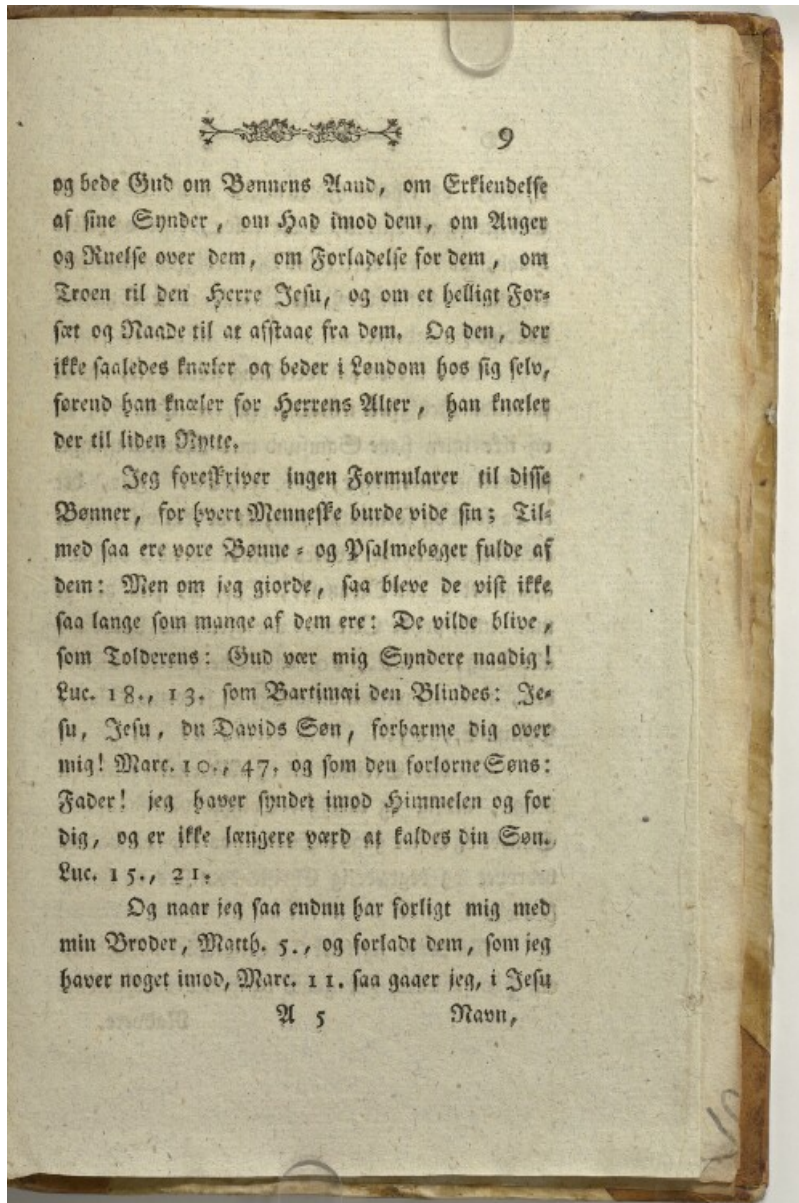 9
og bede Gud om Bønnens Aand, om Erkiendelse
af sine Synder, om Had imod dem, om Anger
og Ruelse over dem, om Forladelse for dem, om
Troen til den Herre Jesu, og om et helligt For-
sæt og Naade til at afstaae fra dem. Og den, der
ikke saaledes knæler og beder i Løndom hos sig selv,
førend han knæler for Herrens Alter, han knæler
der til liden Nytte.
Jeg foreskriver ingen Formularer til disse
Bønner, for hvert Menneske burde vide sin; Til-
med saa ere vore Bønne- og Psalmebøger fulde af
dem: Men om jeg giorde, saa bleve de vist ikke
saa lange som mange af dem ere: De vilde blive,
som Tolderens: Gud vær mig Syndere naadig!
Luc. 18., 13. som Bartimæi den Blindes: Je-
su, Jesu, du Davids Søn, forbarme dig over
mig! Marc. 10., 47. og som den forlorne Søns:
Fader! jeg haver syndet imod Himmelen og for
dig, og er ikke længere værd at kaldes din Søn.
Luc. 15., 21.
Og naar jeg saa endnu har forligt mig med
min Broder, Matth. 5., og forladt dem, som jeg
haver noget imod, Marc. 11. saa gaaer jeg, i Jesu
A 5 Navn,